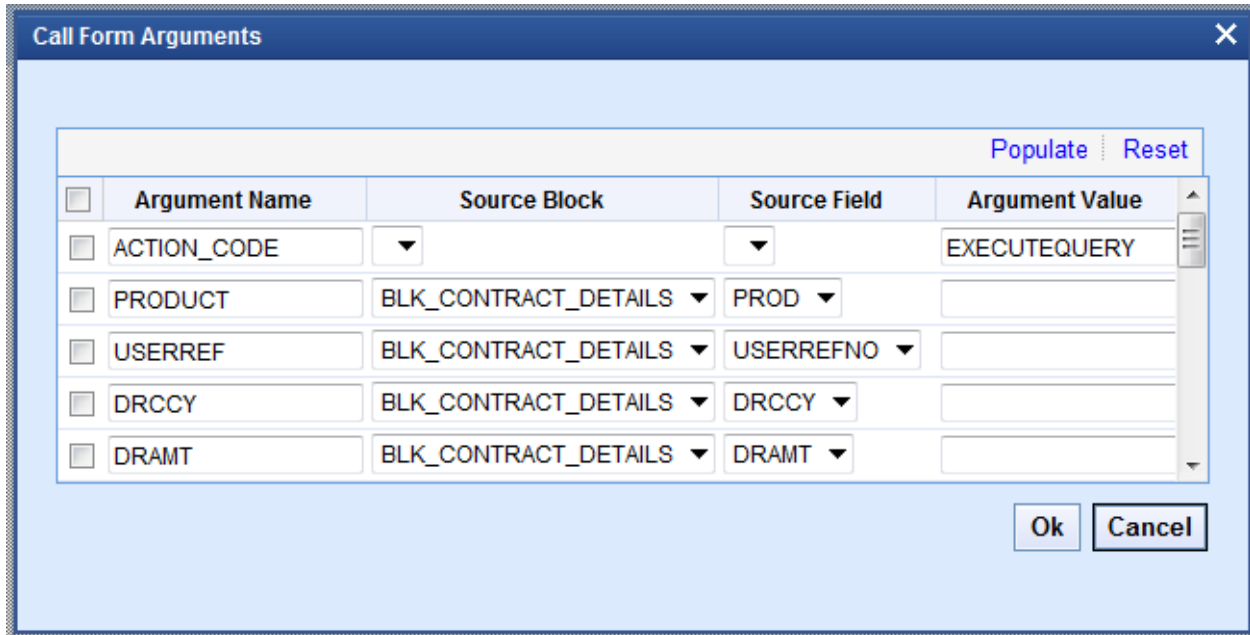 Call Form Arguments
Populate Reset
Argument Name Source Block Source Field Argument Value
ACTION_CODE EXECUTEQUERY
PRODUCT BLK_CONTRACT_DETAILS PROD
USERREF BLK_CONTRACT_DETAILS USERREFNO
DRCCY BLK_CONTRACT_DETAILS DRCCY
DRAMT BLK_CONTRACT_DETAILS DRAMT
Ok Cancel